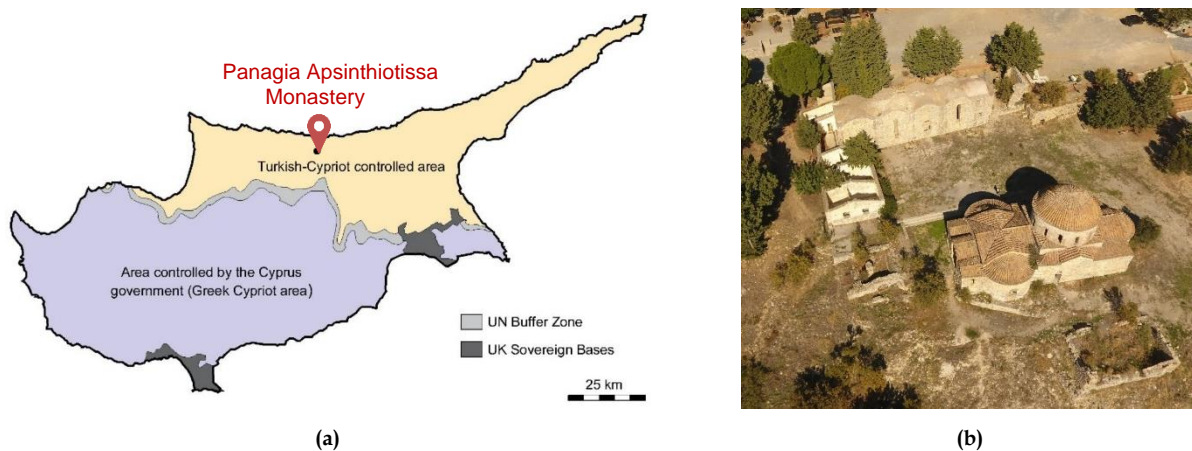 Panagia Apsinthiotissa
Monastery
Turkish-Cypriot controlled area
Area controlled by the Cyprus
government (Greek Cypriot area)
UN Buffer Zone
UK Sovereign Bases
25 km
(a)
(b)